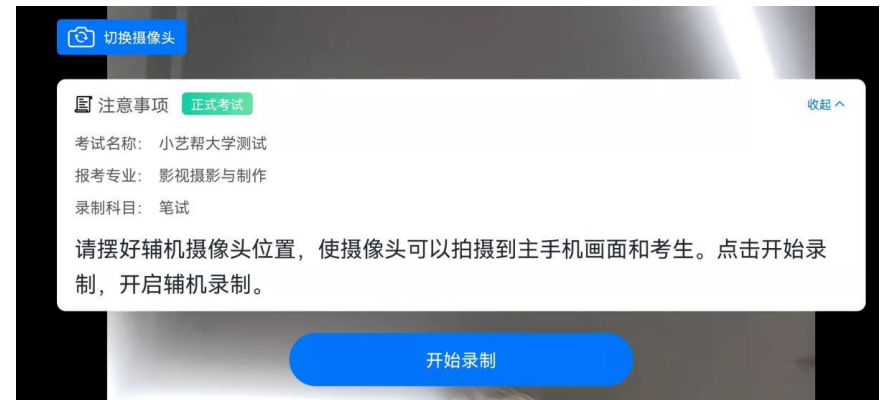 切换摄像头
注意事项 正式考试 收起
考试名称： 小艺帮大学测试
报考专业： 影视摄影与制作
录制科目： 笔试
请摆好辅机摄像头位置，使摄像头可以拍摄到主手机画面和考生。点击开始录
制，开启辅机录制。
开始录制